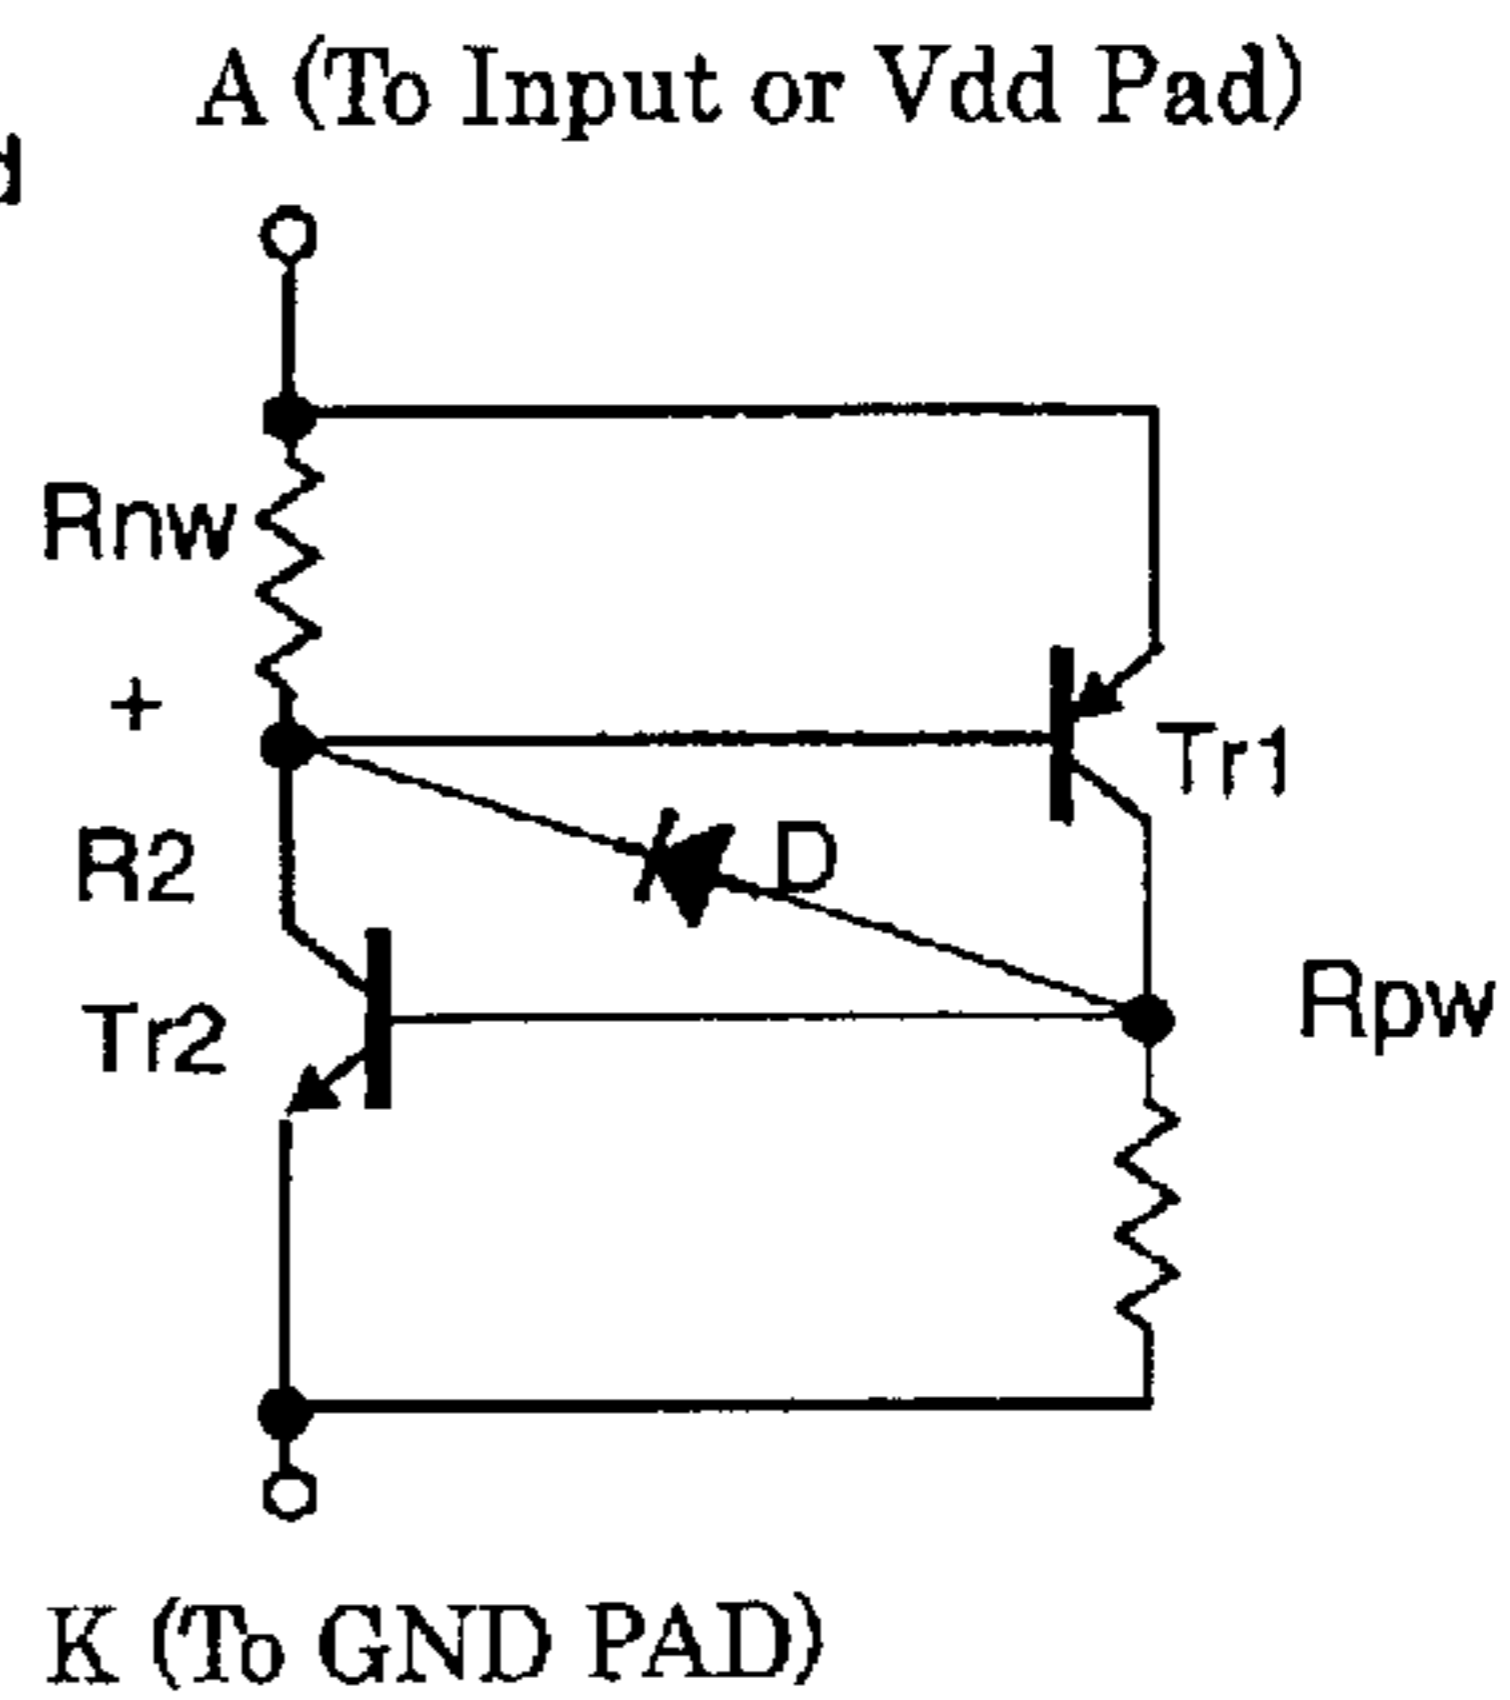 A (To Input or Vdd Pad)
d
Rnw
+
Tr1
R2
D
Rpw
Tr2
K (To GND PAD)